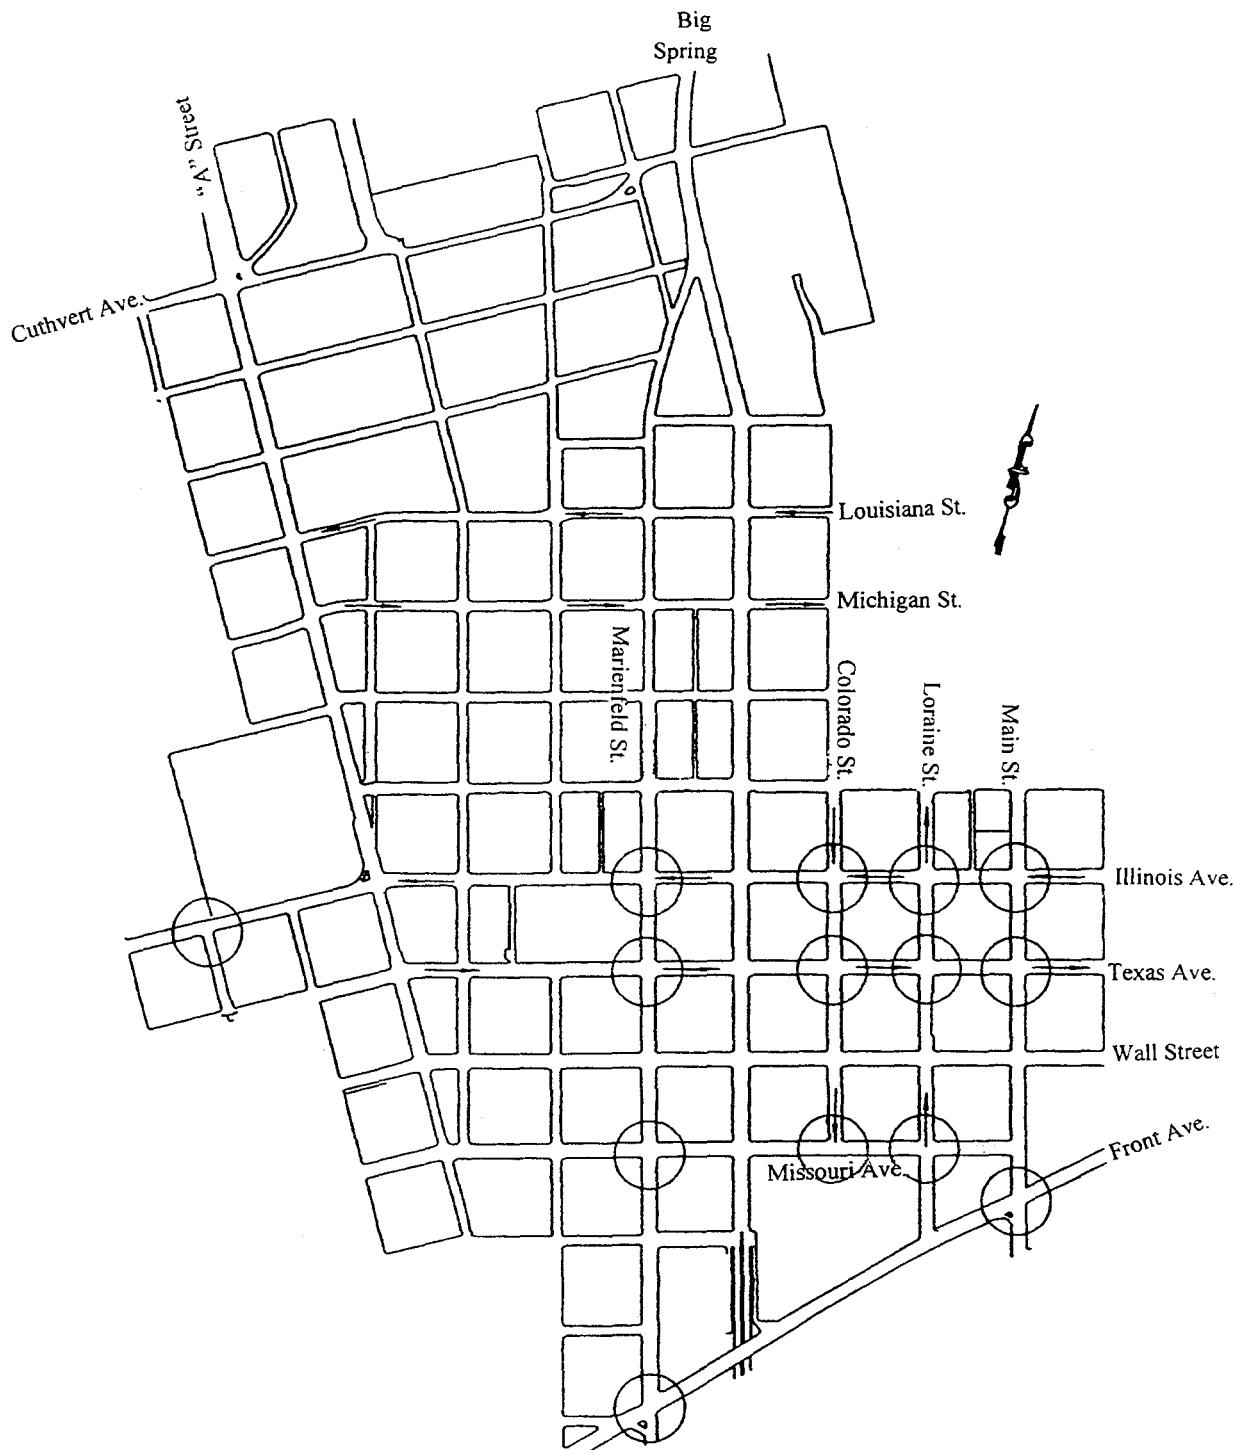 Big
Spring
"A" Street
Cuthvert Ave.
Louisiana St.
Michigan St.
Marienfeld St.
Colorado St.
Loraine St.
Main St.
Illinois Ave.
Texas Ave.
Wall Street
Front Ave.
Missouri Ave.